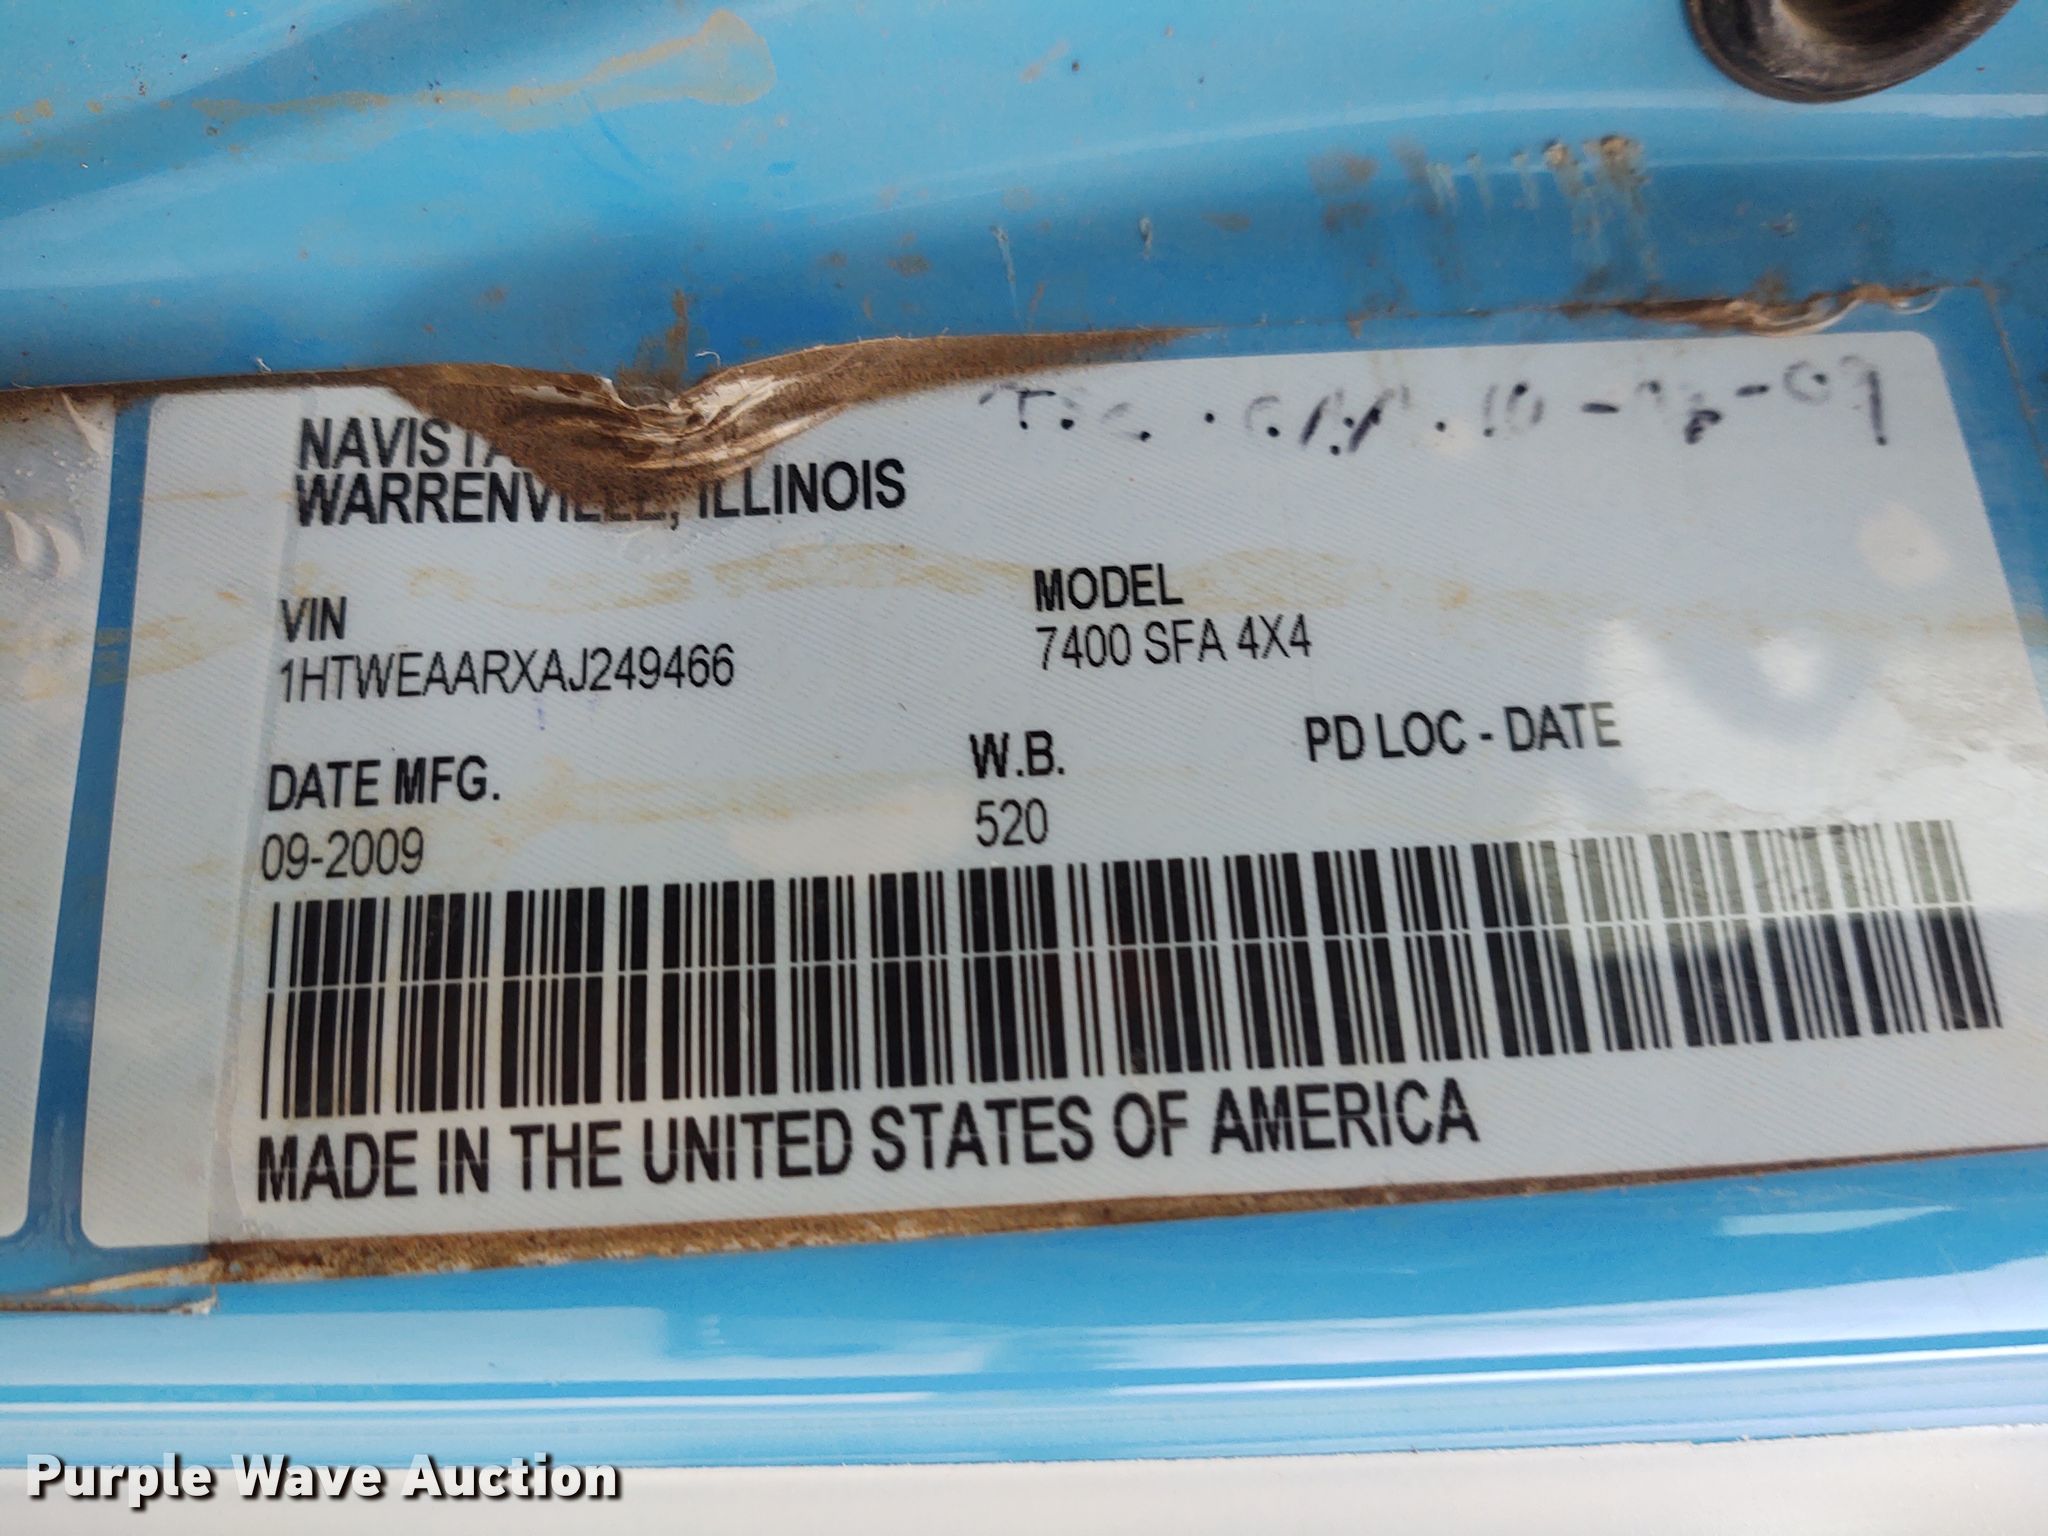 NAVISTA
WARRENVILLE, ILLINOIS
VIN
1HTWEAARXAJ249466
MODEL
7400 SFA 4X4
DATE MFG.
09-2009
W.B.
520
PD LOC - DATE
MADE IN THE UNITED STATES OF AMERICA
Purple Wave Auction